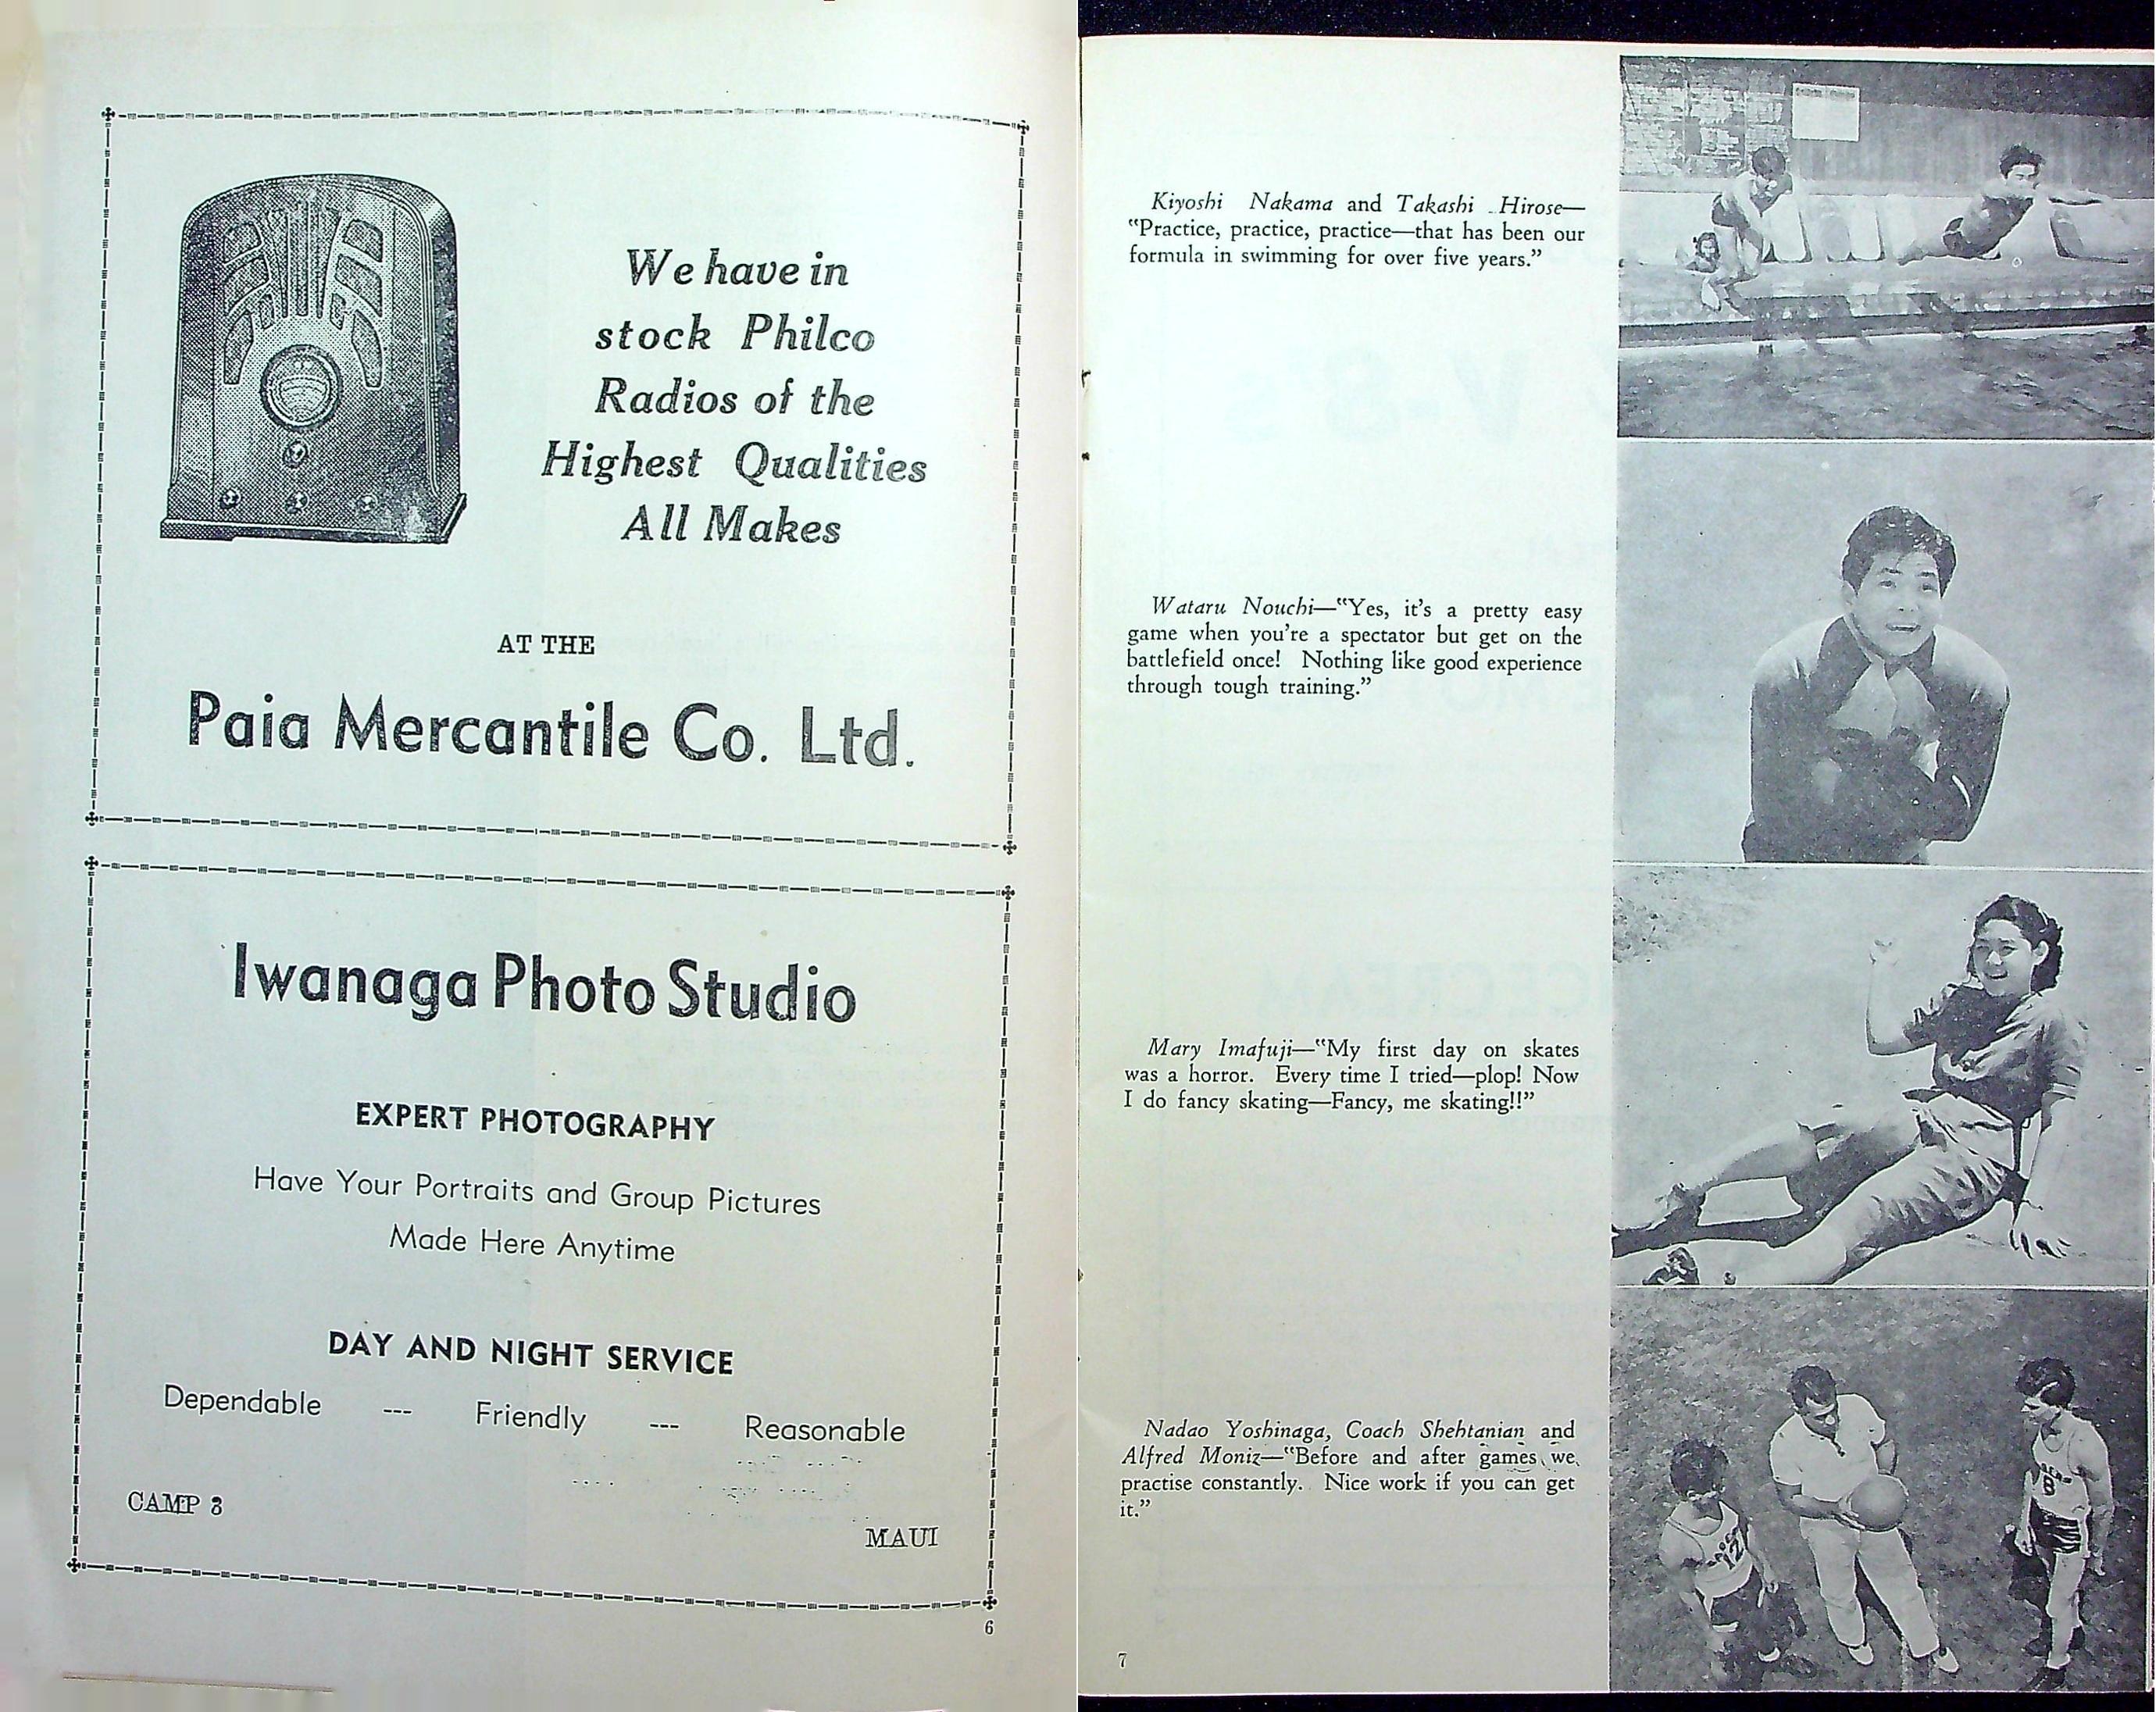 We have in
stock Philco
Radios of the
Highest Qualities
All Makes
AT THE
Paia Mercantile Co. Ltd.
Iwanaga Photo Studio
EXPERT PHOTOGRAPHY
Have Your Portraits and Group Pictures
Made Here Anytime
DAY AND NIGHT SERVICE
Dependable --- Friendly --- Reasonable
CAMP 3
MAUI
6
Kiyoshi Nakama and Takashi Hirose—
“Practice, practice, practice—that has been our
formula in swimming for over five years.”
Wataru Nouchi—“Yes, it’s a pretty easy
game when you’re a spectator but get on the
battlefield once! Nothing like good experience
through tough training.”
Mary Imafuji—“My first day on skates
was a horror. Every time I tried—plop! Now
I do fancy skating—Fancy, me skating!!”
Nadao Yoshinaga, Coach Shehtanian and
Alfred Moniz—“Before and after games we
practise constantly. Nice work if you can get
it.”
12
8
7